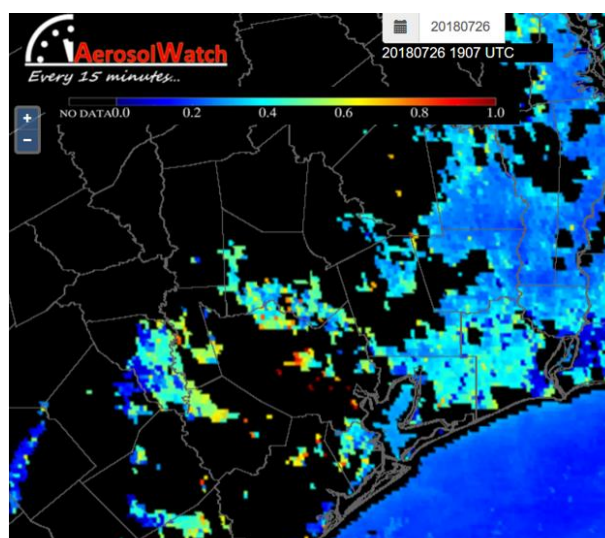 20180726
AerosolWatch
20180726 1907 UTC
Every 15 minutes...
NO DATA 0.0 0.2 0.4 0.6 0.8 1.0
+
−